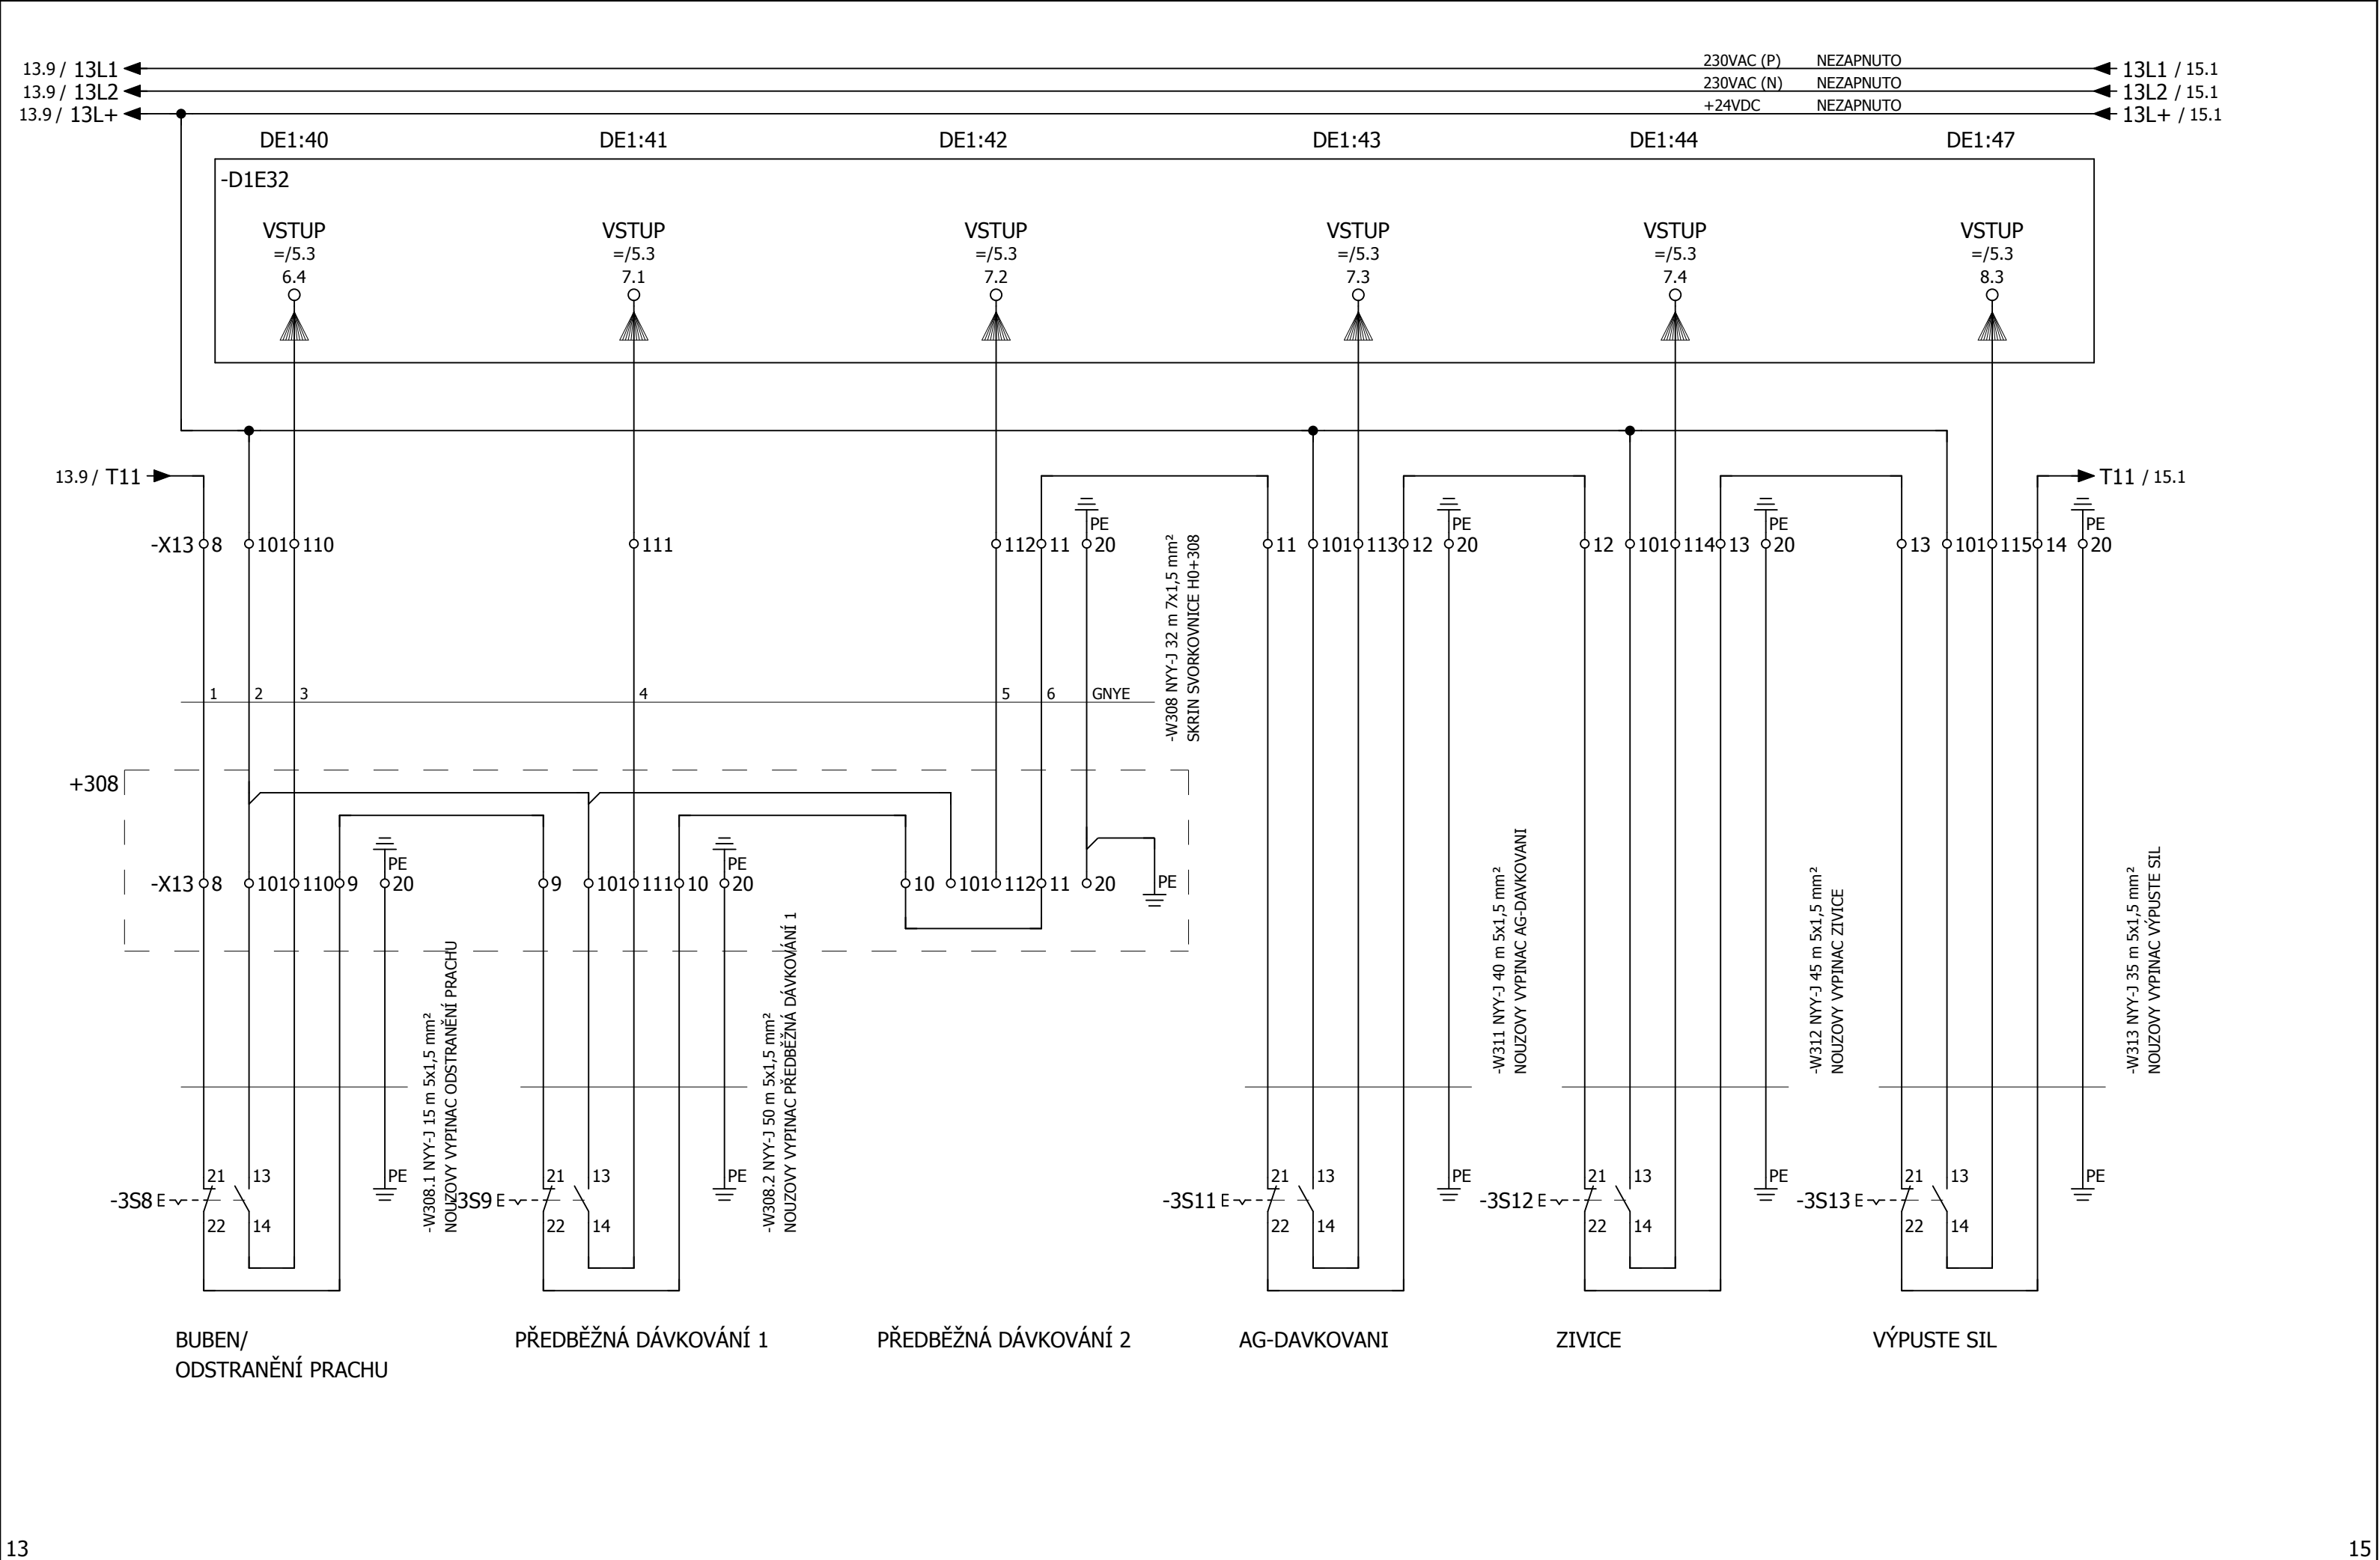 13.9 / 13L1
230VAC (P) NEZAPNUTO
13L1 / 15.1
13.9 / 13L2
230VAC (N) NEZAPNUTO
13L2 / 15.1
13.9 / 13L+
+24VDC NEZAPNUTO
13L+ / 15.1
DE1:40 DE1:41 DE1:42 DE1:43 DE1:44 DE1:47
-D1E32
VSTUP VSTUP VSTUP VSTUP VSTUP VSTUP
=/5.3 =/5.3 =/5.3 =/5.3 =/5.3 =/5.3
6.4 7.1 7.2 7.3 7.4 8.3
13.9 / T11
T11 / 15.1
PE PE PE PE
-X13 8 101 110 111 112 11 20 11 101 113 12 20 12 101 114 13 20 13 101 115 14 20
-W308 NYY-J 32 m 7x1,5 mm²
SKRIN SVORKOVNICE H0+308
1 2 3 4 5 6 GNYE
+308
PE PE PE
-X13 8 101 110 9 20 9 101 111 10 20 10 101 112 11 20
-W308.1 NYY-J 15 m 5x1,5 mm²
NOUZOVY VYPINAC ODSTRANĚNÍ PRACHU
-W308.2 NYY-J 50 m 5x1,5 mm²
NOUZOVY VYPINAC PŘEDBĚŽNÁ DÁVKOVÁNÍ 1
-W311 NYY-J 40 m 5x1,5 mm²
NOUZOVY VYPINAC AG-DAVKOVANI
-W312 NYY-J 45 m 5x1,5 mm²
NOUZOVY VYPINAC ZIVICE
-W313 NYY-J 35 m 5x1,5 mm²
NOUZOVY VYPINAC VÝPUSTE SIL
21 13 PE 21 13 PE 21 13 PE 21 13 PE 21 13 PE
-3S8 E -3S9 E -3S11 E -3S12 E -3S13 E
22 14 22 14 22 14 22 14 22 14
BUBEN/
ODSTRANĚNÍ PRACHU
PŘEDBĚŽNÁ DÁVKOVÁNÍ 1
PŘEDBĚŽNÁ DÁVKOVÁNÍ 2
AG-DAVKOVANI
ZIVICE
VÝPUSTE SIL
13
15